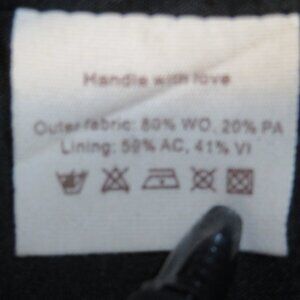 Handle with love
Outer fabric: 80% WO, 20% PA
Lining: 59% AC, 41% VI